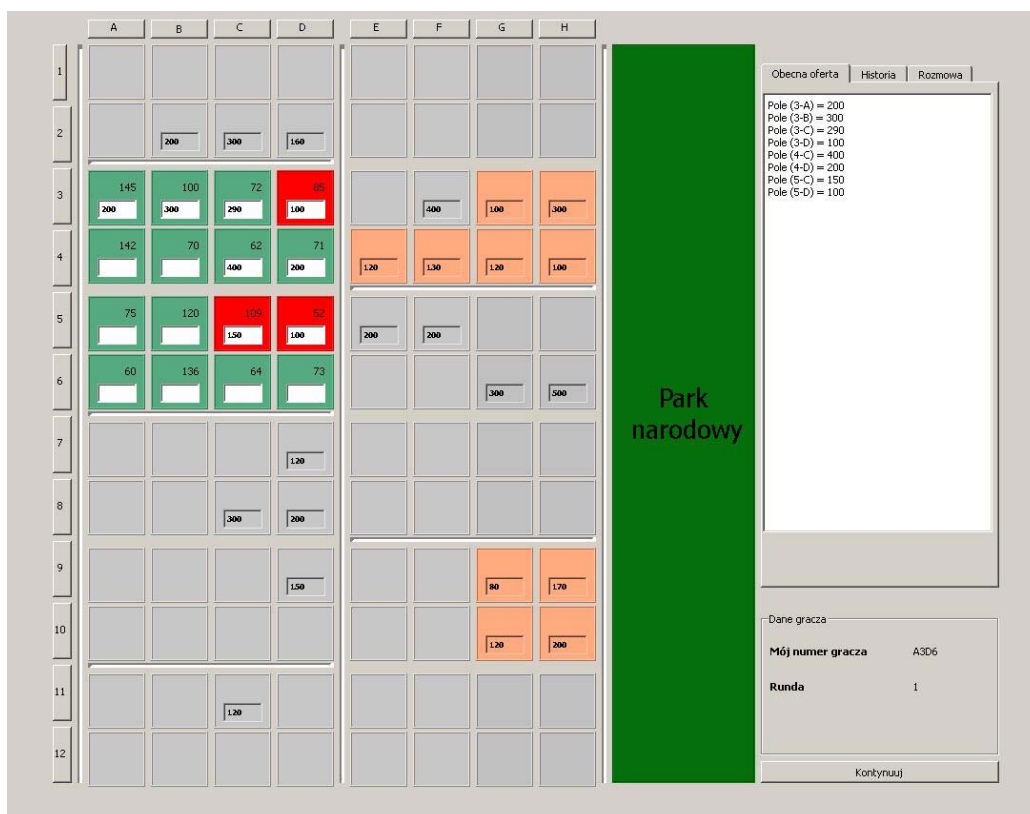 A B C D E F G H
1
2 200 300 160
145 100 72 85
3 200 300 290 100 400 100 300
142 70 62 71
4 400 200 120 130 120 100
75 120 109 52
5 150 100 200 200
60 136 64 73
6 300 500
7 120
8 300 200
9 150 80 170
10 120 200
11 120
12
Park
narodowy
Obecna oferta Historia Rozmowa
Pole (3-A) = 200
Pole (3-B) = 300
Pole (3-C) = 290
Pole (3-D) = 100
Pole (4-C) = 400
Pole (4-D) = 200
Pole (5-C) = 150
Pole (5-D) = 100
Dane gracza
Mój numer gracza A3D6
Runda 1
Kontynuuj